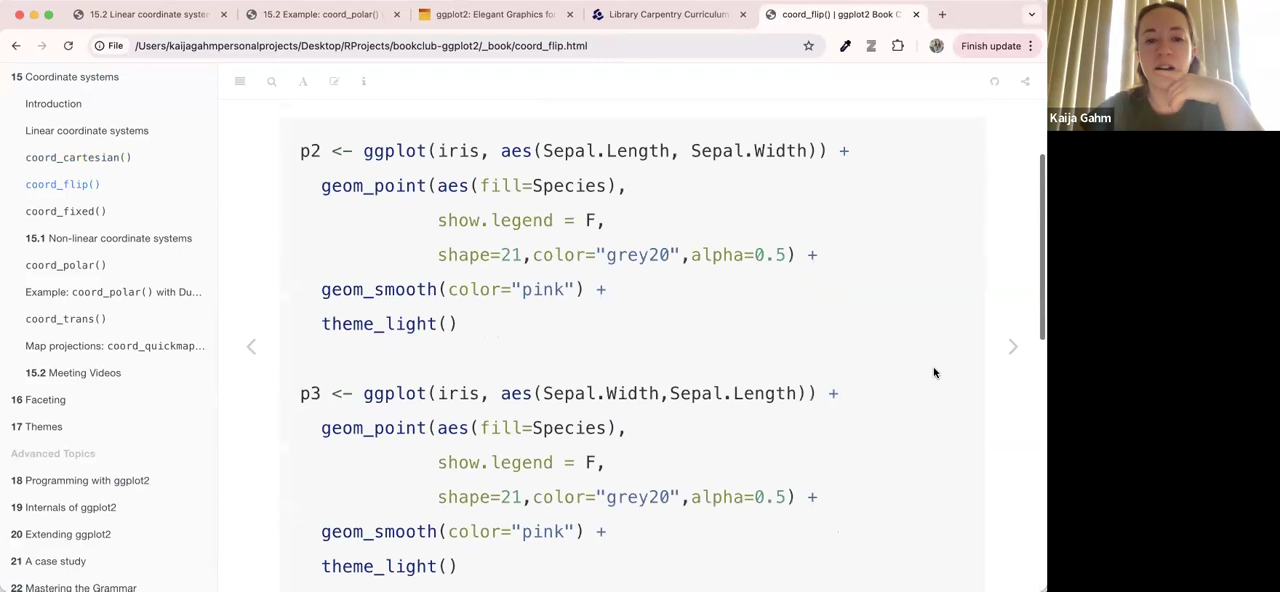 15.2 Linear coordinate syster
15.2 Example: coord_polar()
ggplot2: Elegant Graphics fo
Library Carpentry Curriculum
coord_flip() | ggplot2 Book C
File
/Users/kaijagahmpersonalprojects/Desktop/RProjects/bookclub-ggplot2/_book/coord_flip.html
Finish update
15 Coordinate systems
Introduction
Linear coordinate systems
coord_cartesian()
coord_flip()
coord_fixed()
15.1 Non-linear coordinate systems
coord_polar()
Example: coord_polar() with Du...
coord_trans()
Map projections: coord_quickmap...
15.2 Meeting Videos
16 Faceting
17 Themes
Advanced Topics
18 Programming with ggplot2
19 Internals of ggplot2
20 Extending ggplot2
21 A case study
22 Mastering the Grammar
p2 <- ggplot(iris, aes(Sepal.Length, Sepal.Width)) +
geom_point(aes(fill=Species),
show.legend = F,
shape=21,color="grey20",alpha=0.5) +
geom_smooth(color="pink") +
theme_light()
p3 <- ggplot(iris, aes(Sepal.Width,Sepal.Length)) +
geom_point(aes(fill=Species),
show.legend = F,
shape=21,color="grey20",alpha=0.5) +
geom_smooth(color="pink") +
theme_light()
Kaija Gahm